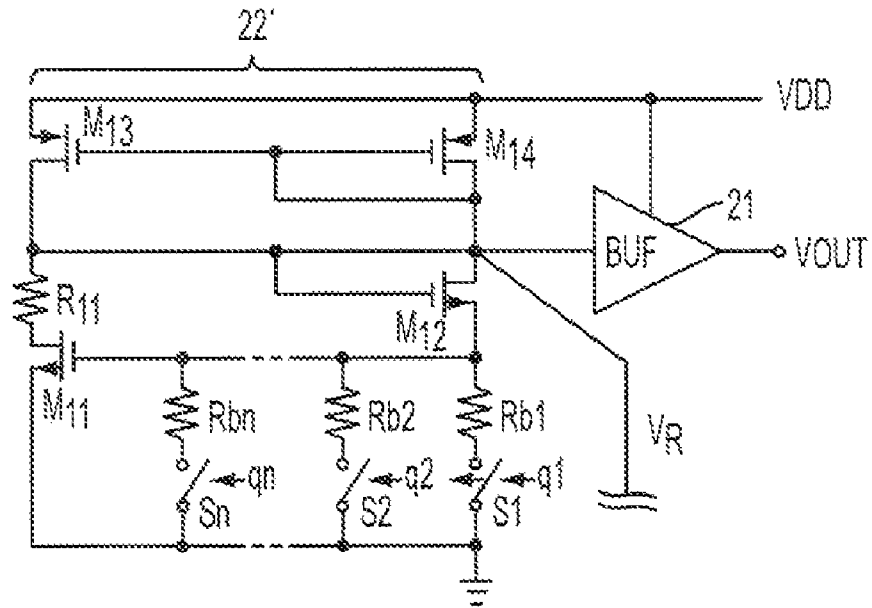 22'
VDD
M13
M14
21
BUF
VOUT
R11
M12
M11
Rbn
Rb2
Rb1
VR
qn
q2
q1
Sn
S2
S1